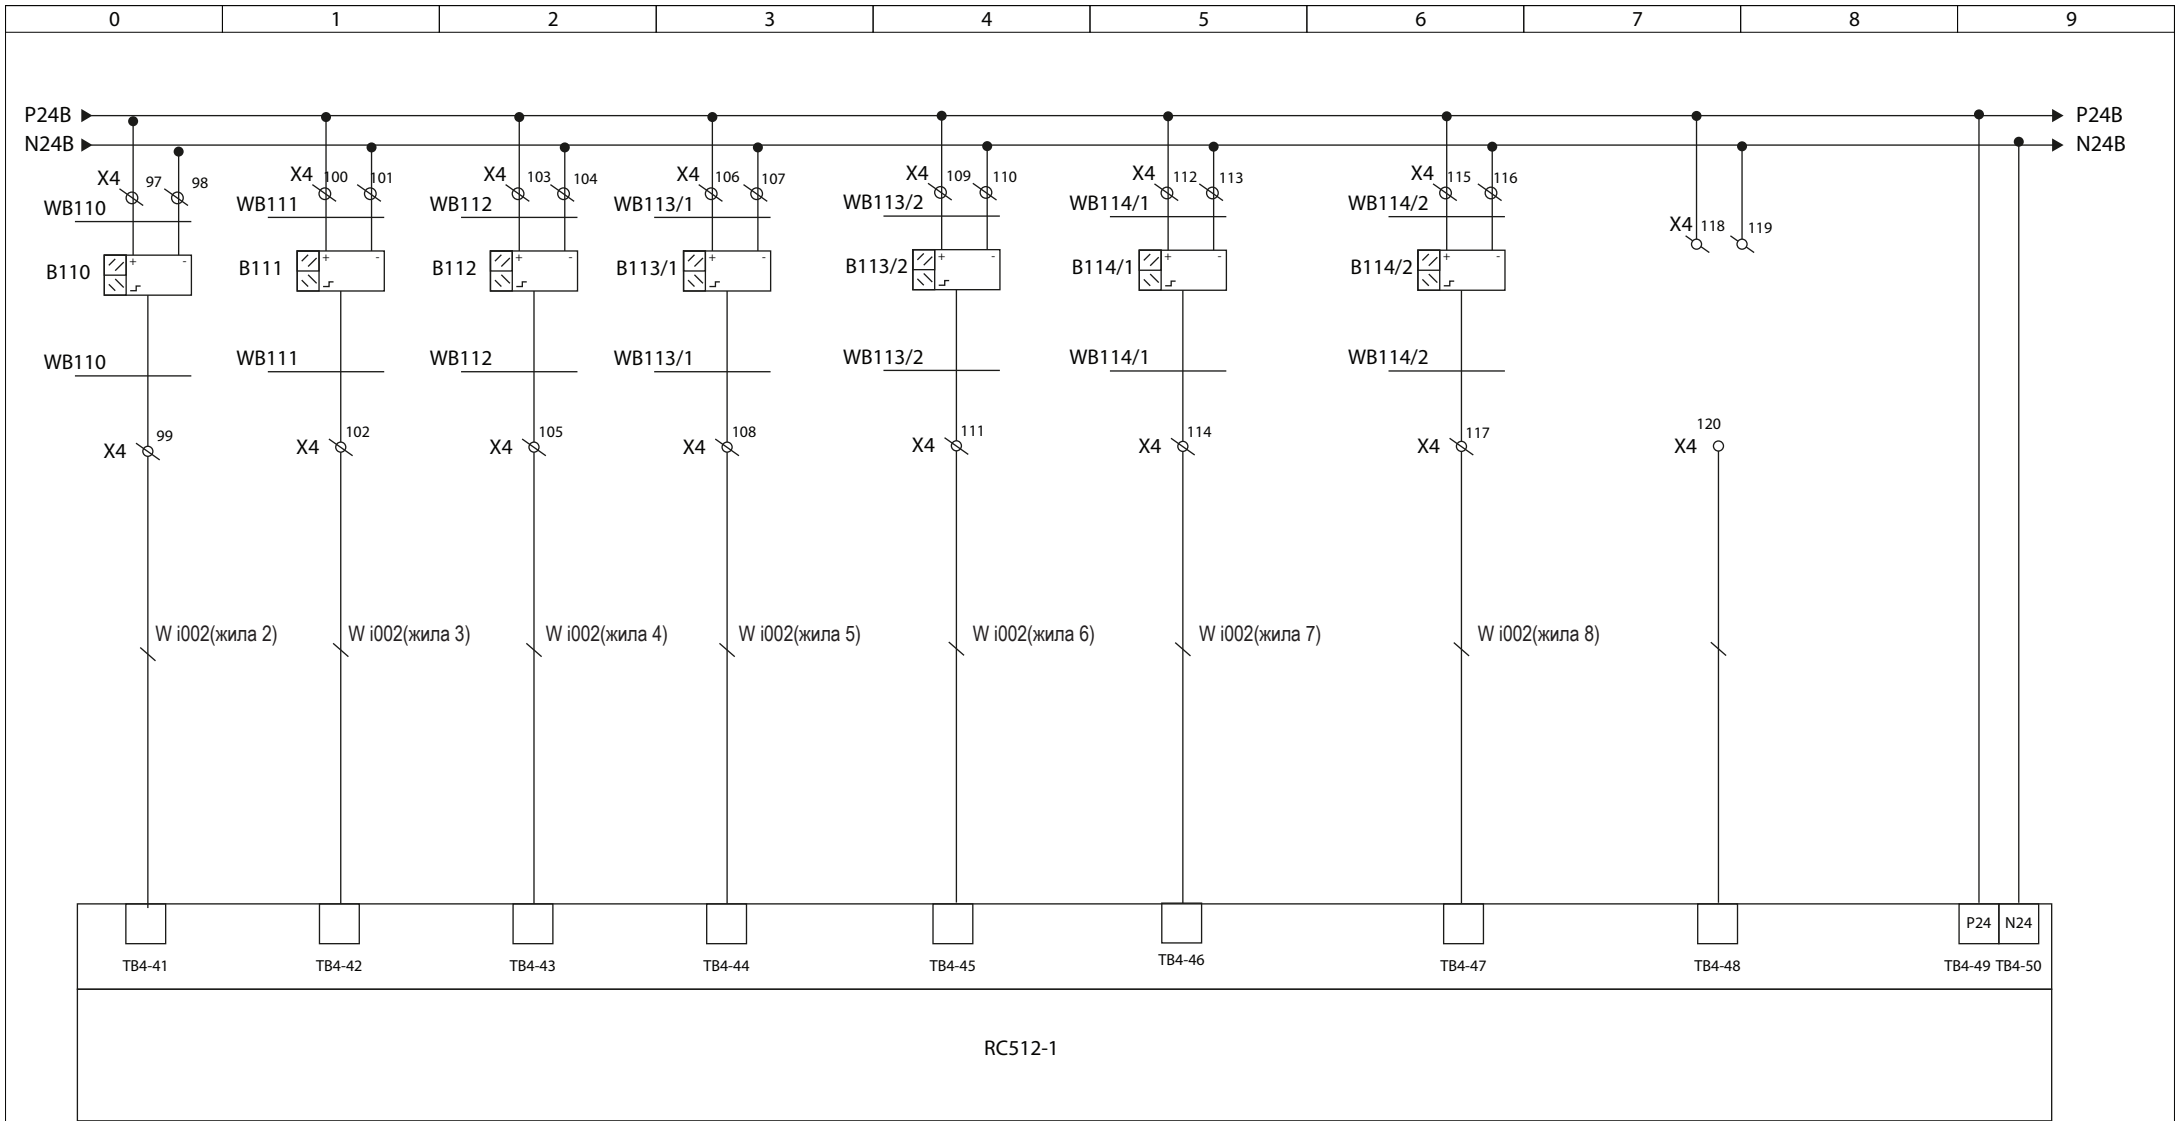 0 1 2 3 4 5 6 7 8 9
P24B P24B
N24B N24B
X4 97 98 X4 100 101 X4 103 104 X4 106 107 X4 109 110 X4 112 113 X4 115 116
WB110 WB111 WB112 WB113/1 WB113/2 WB114/1 WB114/2
X4 118 119
B110 + - B111 + - B112 + - B113/1 + - B113/2 + - B114/1 + - B114/2 + -
WB110 WB111 WB112 WB113/1 WB113/2 WB114/1 WB114/2
X4 99 X4 102 X4 105 X4 108 X4 111 X4 114 X4 117 X4 120
W i002(жила 2) W i002(жила 3) W i002(жила 4) W i002(жила 5) W i002(жила 6) W i002(жила 7) W i002(жила 8)
P24 N24
TB4-41 TB4-42 TB4-43 TB4-44 TB4-45 TB4-46 TB4-47 TB4-48 TB4-49 TB4-50
RC512-1